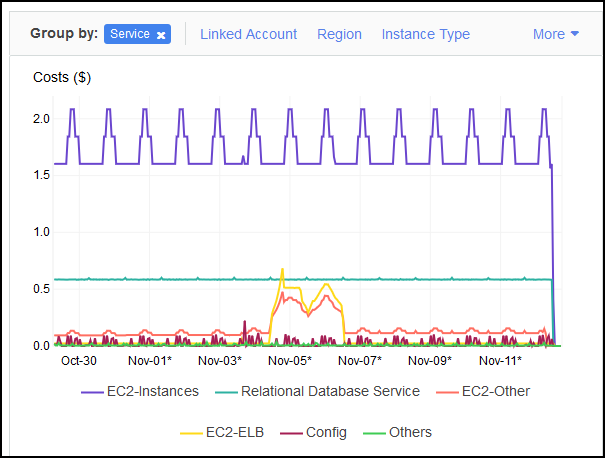 Group by: Service × Linked Account Region Instance Type More
Costs ($)
2.0
1.5
1.0
0.5
0.0
Oct-30 Nov-01* Nov-03* Nov-05* Nov-07* Nov-09* Nov-11*
EC2-Instances Relational Database Service EC2-Other
EC2-ELB Config Others